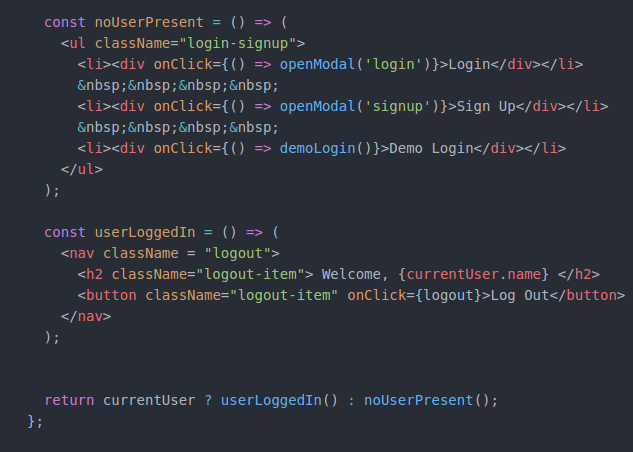 const noUserPresent = () => (
<ul className="login-signup">
<li><div onClick={() => openModal('login')}>Login</div></li>
&nbsp;&nbsp;&nbsp;&nbsp;
<li><div onClick={() => openModal('signup')}>Sign Up</div></li>
&nbsp;&nbsp;&nbsp;&nbsp;
<li><div onClick={() => demoLogin()}>Demo Login</div></li>
</ul>
);
const userLoggedIn = () => (
<nav className = "logout">
<h2 className="logout-item"> Welcome, {currentUser.name} </h2>
<button className="logout-item" onClick={logout}>Log Out</button>
</nav>
);
return currentUser ? userLoggedIn() : noUserPresent();
};